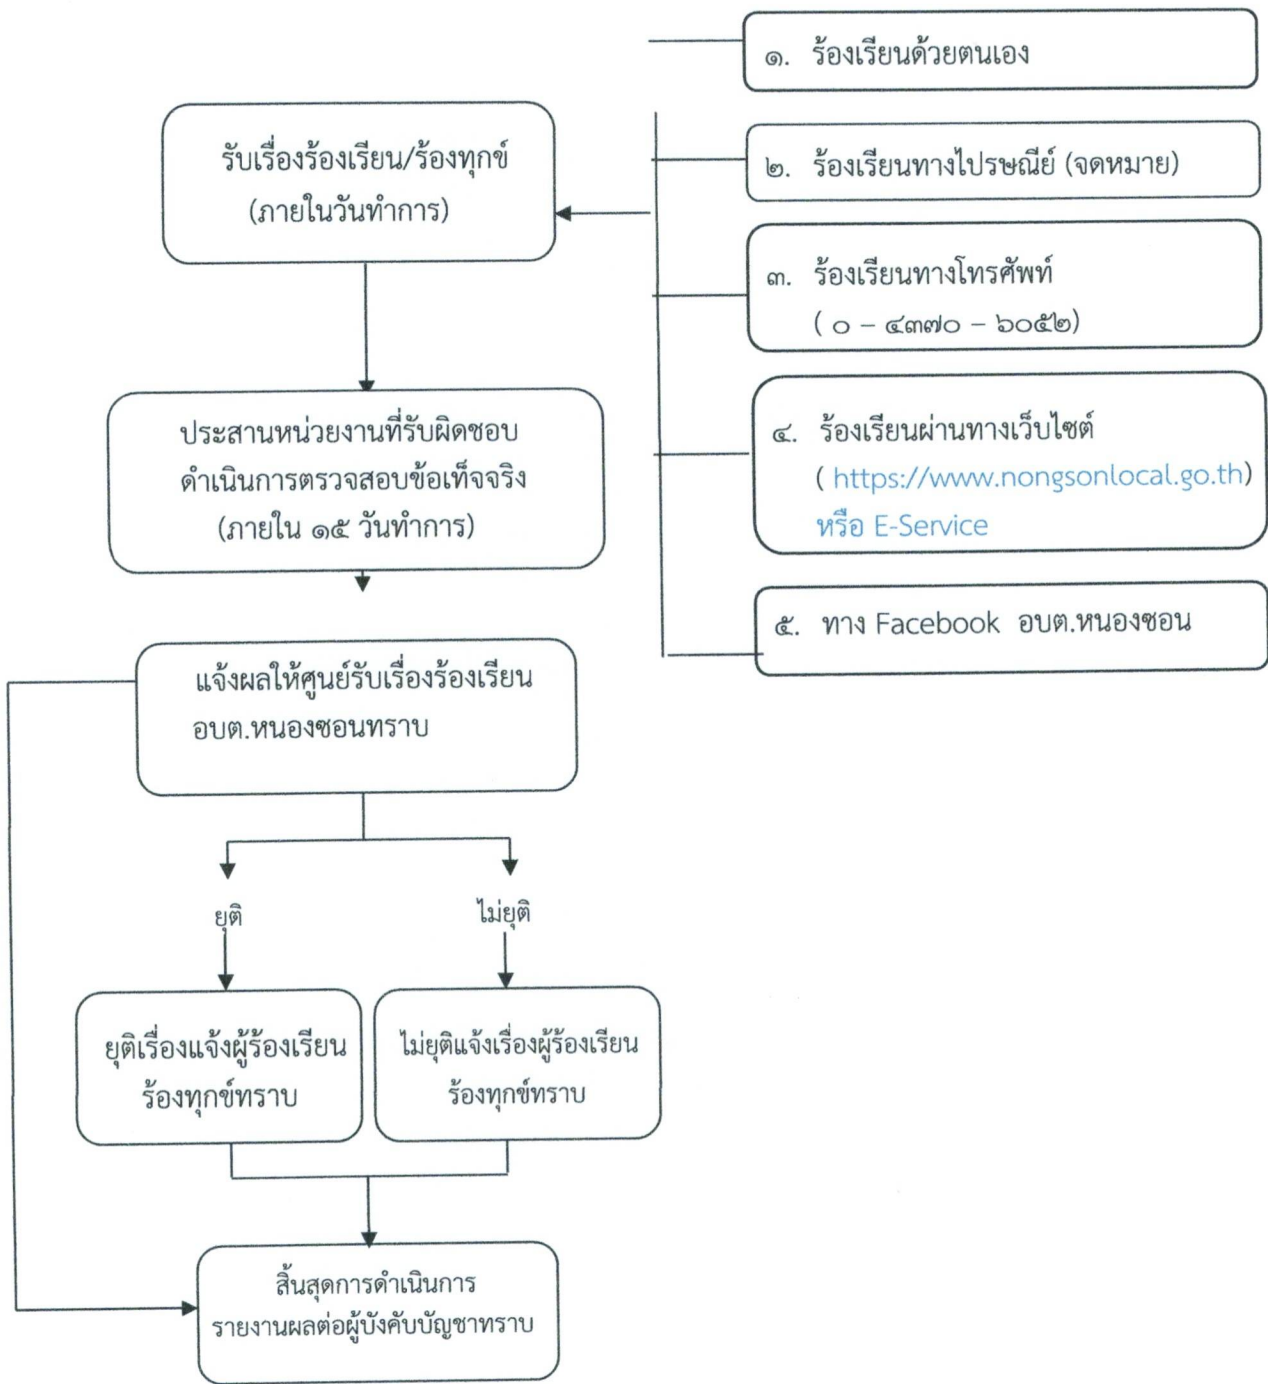 ๑. ร้องเรียนด้วยตนเอง
รับเรื่องร้องเรียน/ร้องทุกข์
(ภายในวันทำการ)
๒. ร้องเรียนทางไปรษณีย์ (จดหมาย)
๓. ร้องเรียนทางโทรศัพท์
( ๐ – ๔๓๗๐ – ๖๐๕๒)
ประสานหน่วยงานที่รับผิดชอบ
ดำเนินการตรวจสอบข้อเท็จจริง
(ภายใน ๑๕ วันทำการ)
๔. ร้องเรียนผ่านทางเว็บไซต์
( https://www.nongsonlocal.go.th)
หรือ E-Service
๕. ทาง Facebook อบต.หนองซอน
แจ้งผลให้ศูนย์รับเรื่องร้องเรียน
อบต.หนองซอนทราบ
ยุติ
ไม่ยุติ
ยุติเรื่องแจ้งผู้ร้องเรียน
ร้องทุกข์ทราบ
ไม่ยุติแจ้งเรื่องผู้ร้องเรียน
ร้องทุกข์ทราบ
สิ้นสุดการดำเนินการ
รายงานผลต่อผู้บังคับบัญชาทราบ